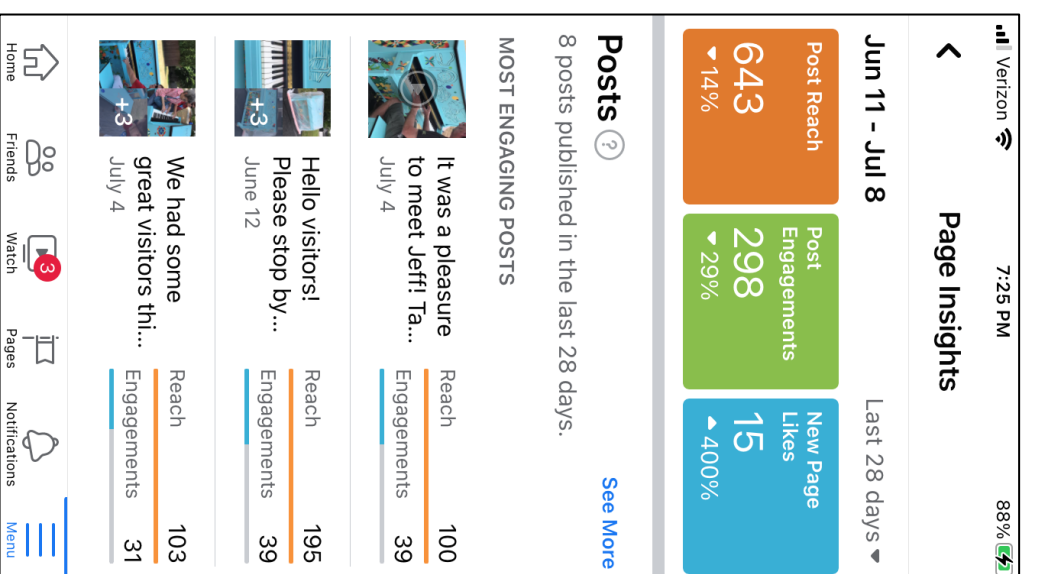 Verizon
7:25 PM
88%
Page Insights
Jun 11 - Jul 8
Last 28 days
Post Reach
643
14%
Post
Engagements
298
29%
New Page
Likes
15
400%
Posts ?
See More
8 posts published in the last 28 days.
MOST ENGAGING POSTS
It was a pleasure
to meet Jeff! Ta...
July 4
Reach 100
Engagements 39
+3
Hello visitors!
Please stop by...
June 12
Reach 195
Engagements 39
+3
We had some
great visitors thi...
July 4
Reach 103
Engagements 31
Home
Friends
3
Watch
Pages
Notifications
Menu